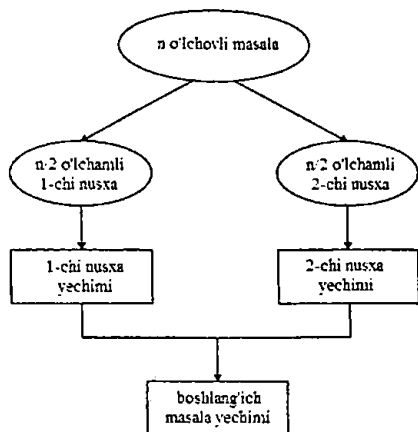 n o'lchovli masala
n/2 o'lchamli
1-chi nusxa
n/2 o'lchamli
2-chi nusxa
1-chi nusxa
yechimi
2-chi nusxa
yechimi
boshlang'ich
masala yechimi